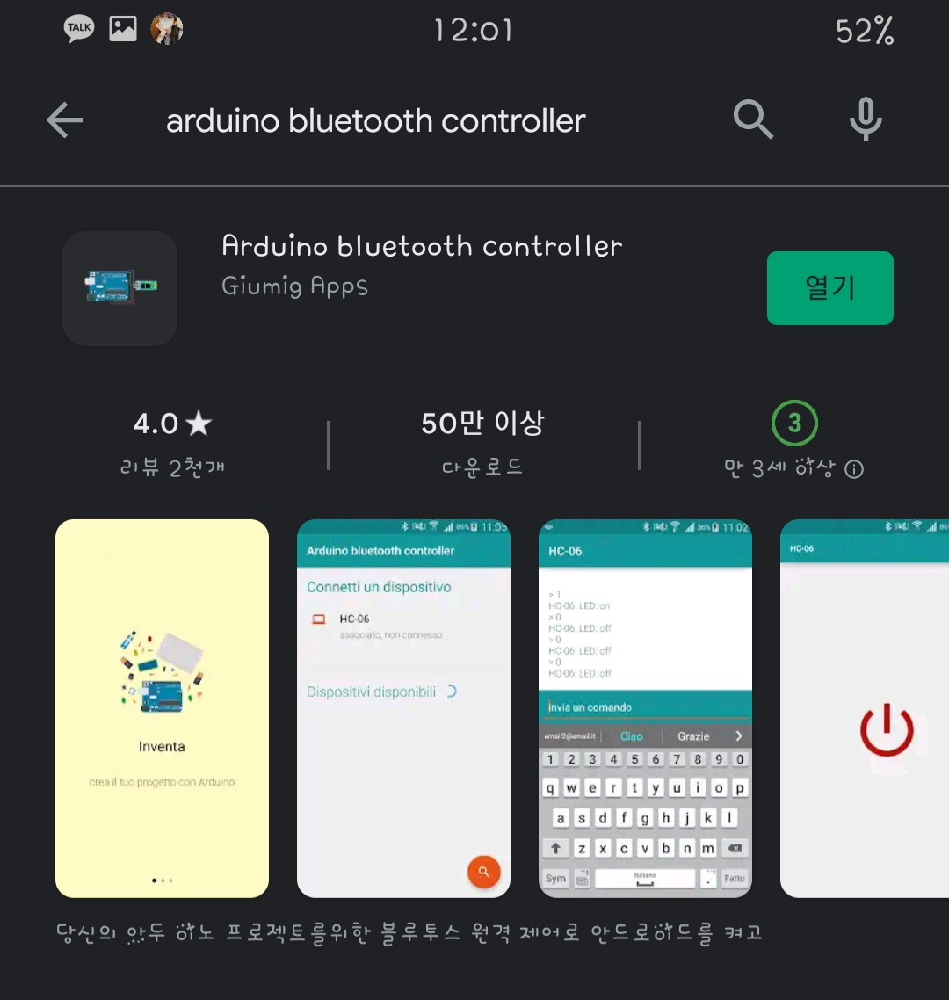 TALK
12:01
52%
arduino bluetooth controller
Arduino bluetooth controller
Giumig Apps
열기
4.0
50만 이상
3
리뷰 2천개
다운로드
만 3세 이상
Inventa
crea il tuo progetto con Arduino
86% 11:05
Arduino bluetooth controller
Connetti un dispositivo
HC-06
associato, non connesso
Dispositivi disponibili
86% 11:02
HC-06
> 1
HC-06: LED: on
> 0
HC-06: LED: off
> 0
HC-06: LED: off
> 0
HC-06: LED: off
Invia un comando
email2@email.it Ciao Grazie
1 2 3 4 5 6 7 8 9 0
q w e r t y u i o p
a s d f g h j k l
z x c v b n m
Sym Italiano . Fatto
86%
HC-06
당신의 안두 이노 프로젝트를위한 블루투스 원격 제어로 안드로이드를 켜고